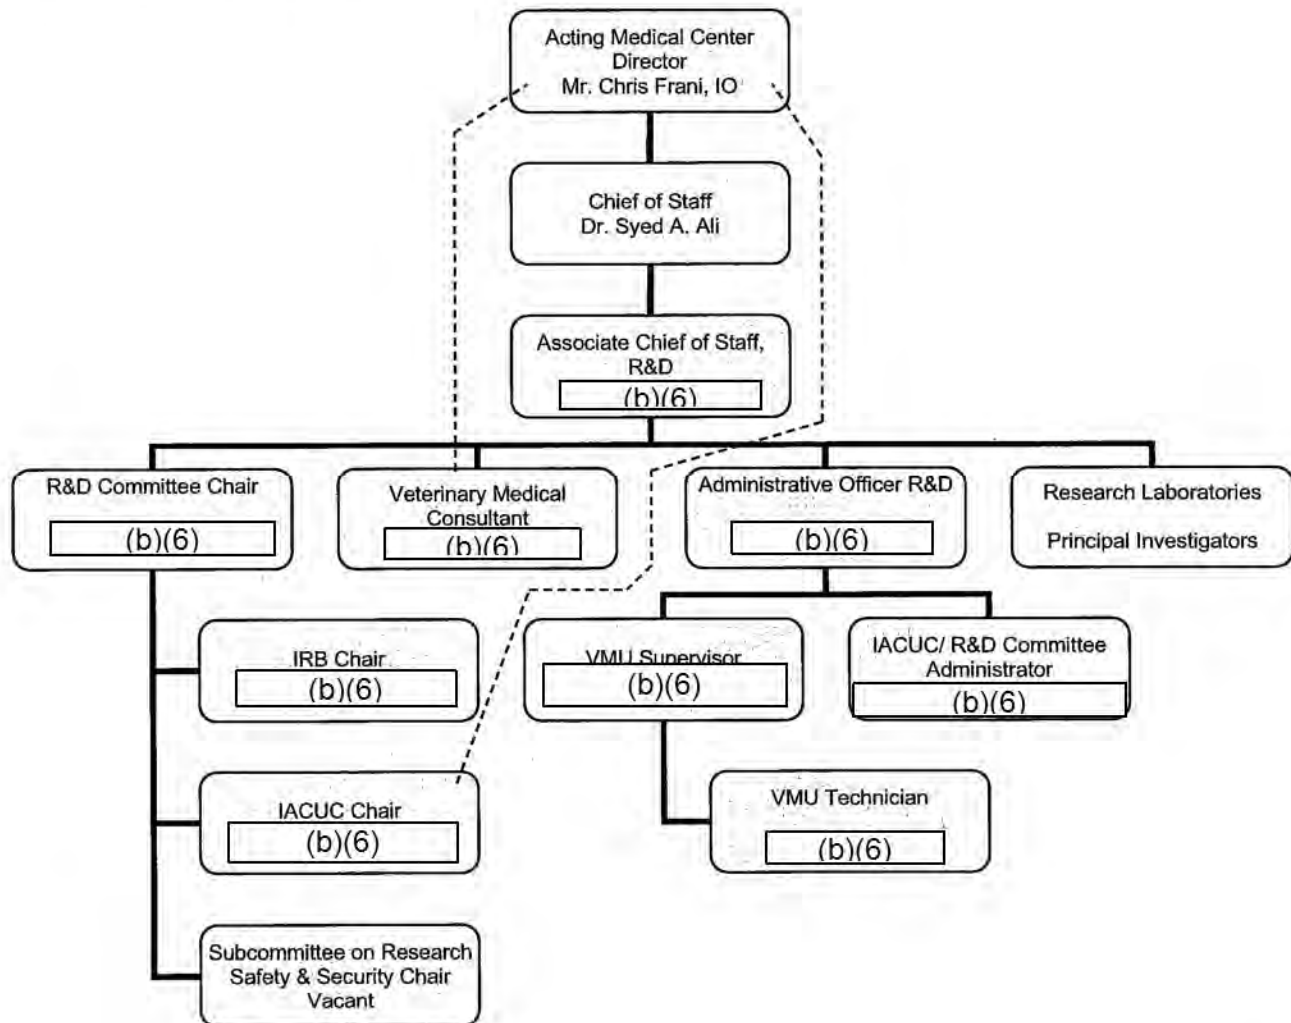 Acting Medical Center
Director
Mr. Chris Frani, IO
Chief of Staff
Dr. Syed A. Ali
Associate Chief of Staff,
R&D
(b)(6)
R&D Committee Chair
(b)(6)
Veterinary Medical
Consultant
(b)(6)
Administrative Officer R&D
(b)(6)
Research Laboratories
Principal Investigators
IRB Chair
(b)(6)
VMU Supervisor
(b)(6)
IACUC/ R&D Committee
Administrator
(b)(6)
IACUC Chair
(b)(6)
VMU Technician
(b)(6)
Subcommittee on Research
Safety & Security Chair
Vacant